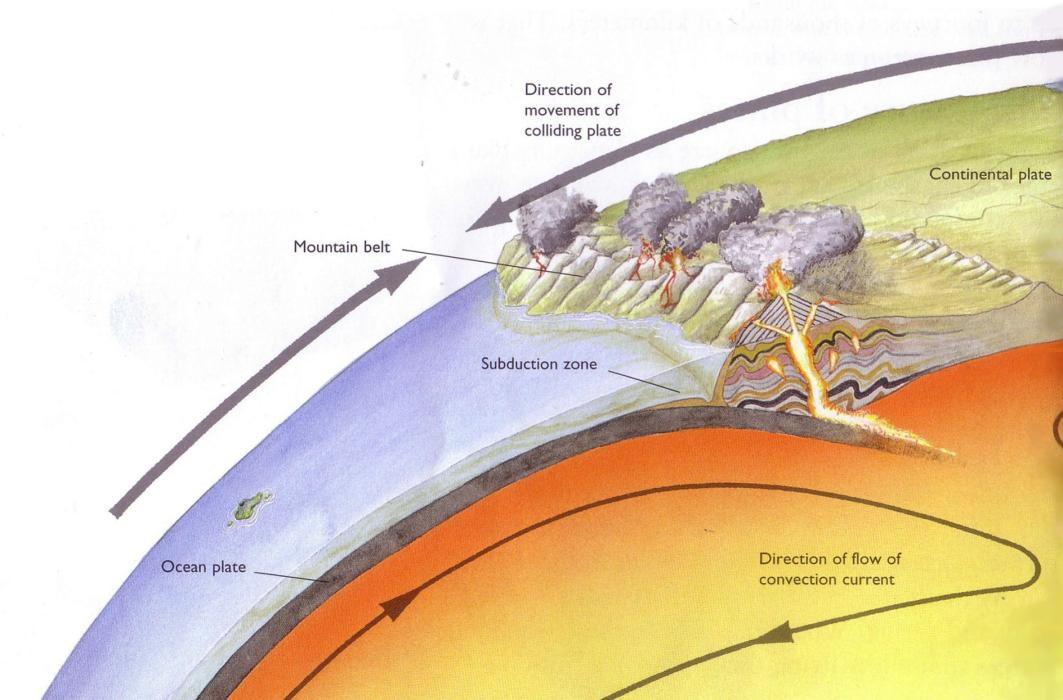 Direction of
movement of
colliding plate
Continental plate
Mountain belt
Subduction zone
Ocean plate
Direction of flow of
convection current